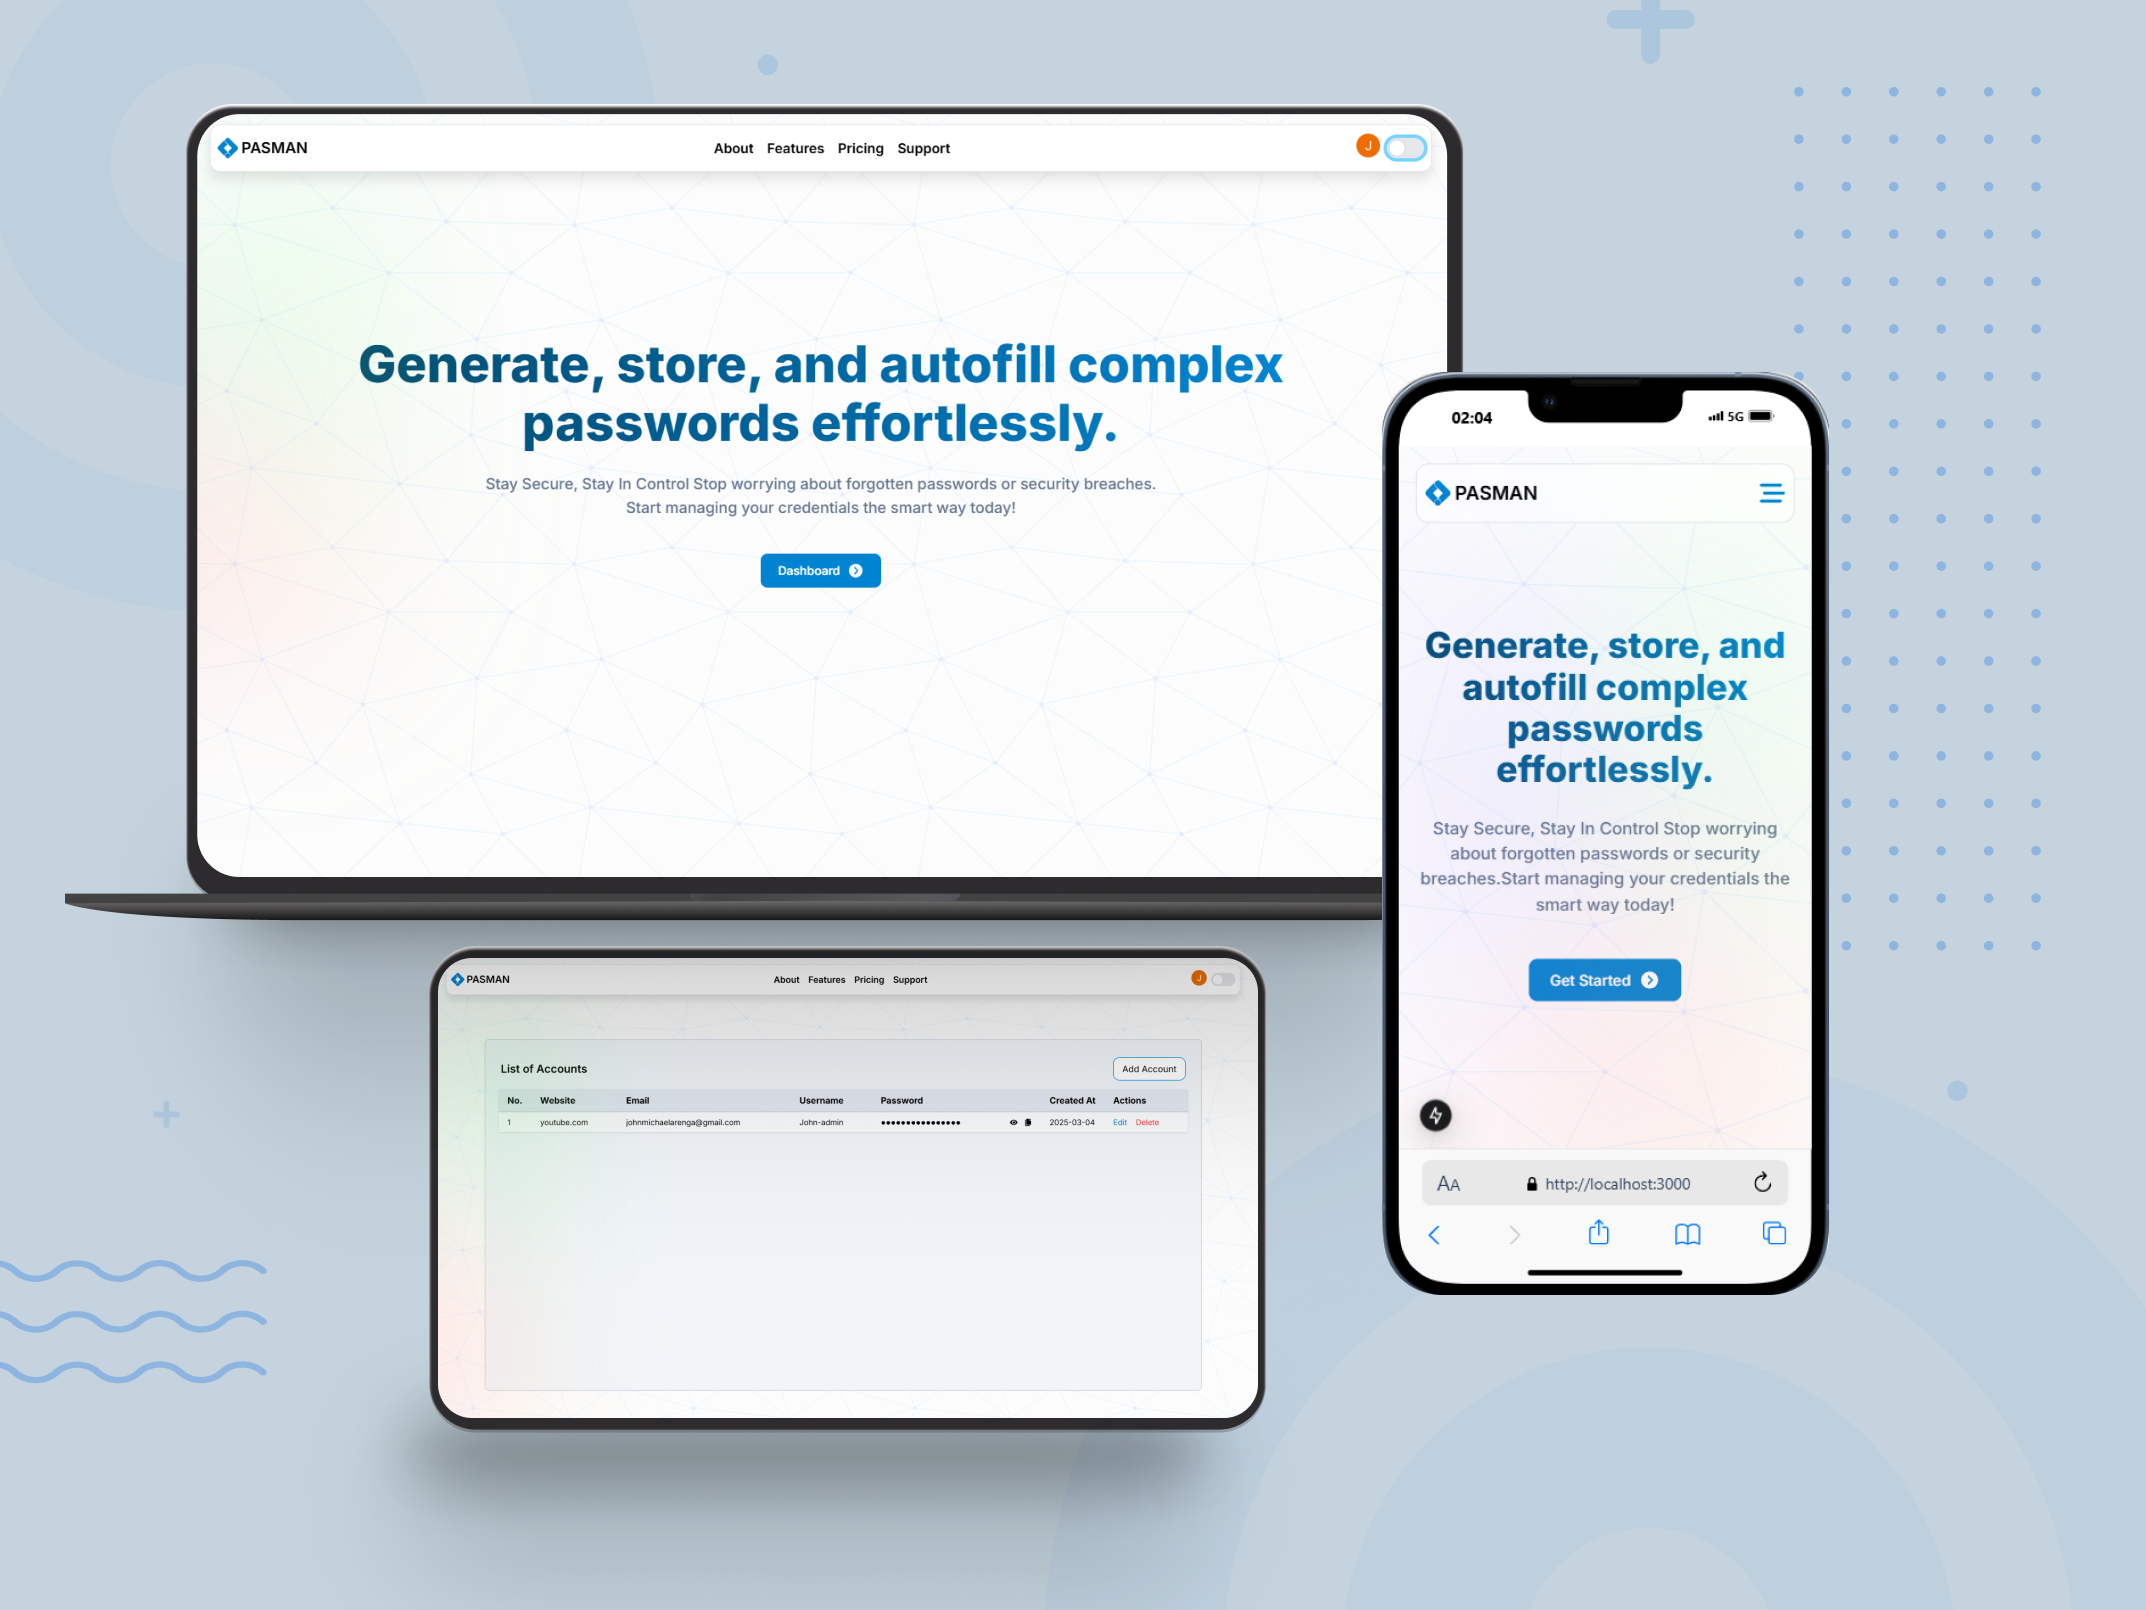 PASMAN
About Features Pricing Support
J
Generate, store, and autofill complex
passwords effortlessly.
Stay Secure, Stay In Control Stop worrying about forgotten passwords or security breaches.
Start managing your credentials the smart way today!
Dashboard
02:04
5G
PASMAN
Generate, store, and
autofill complex
passwords
effortlessly.
Stay Secure, Stay In Control Stop worrying
about forgotten passwords or security
breaches.Start managing your credentials the
smart way today!
Get Started
AA
http://localhost:3000
PASMAN
About Features Pricing Support
J
List of Accounts
Add Account
No. Website Email Username Password Created At Actions
1 youtube.com johnmichaelarenga@gmail.com John-admin •••••••••••••••• 2025-03-04 Edit Delete